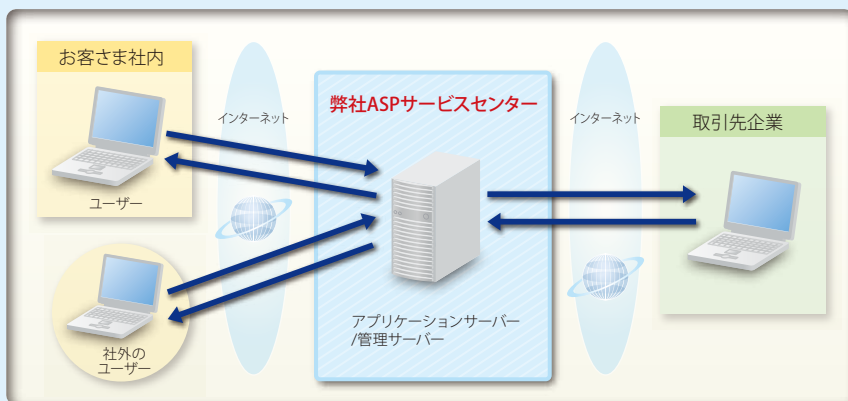 お客さま社内
ユーザー
社外の
ユーザー
インターネット
弊社ASPサービスセンター
アプリケーションサーバー
/管理サーバー
インターネット
取引先企業